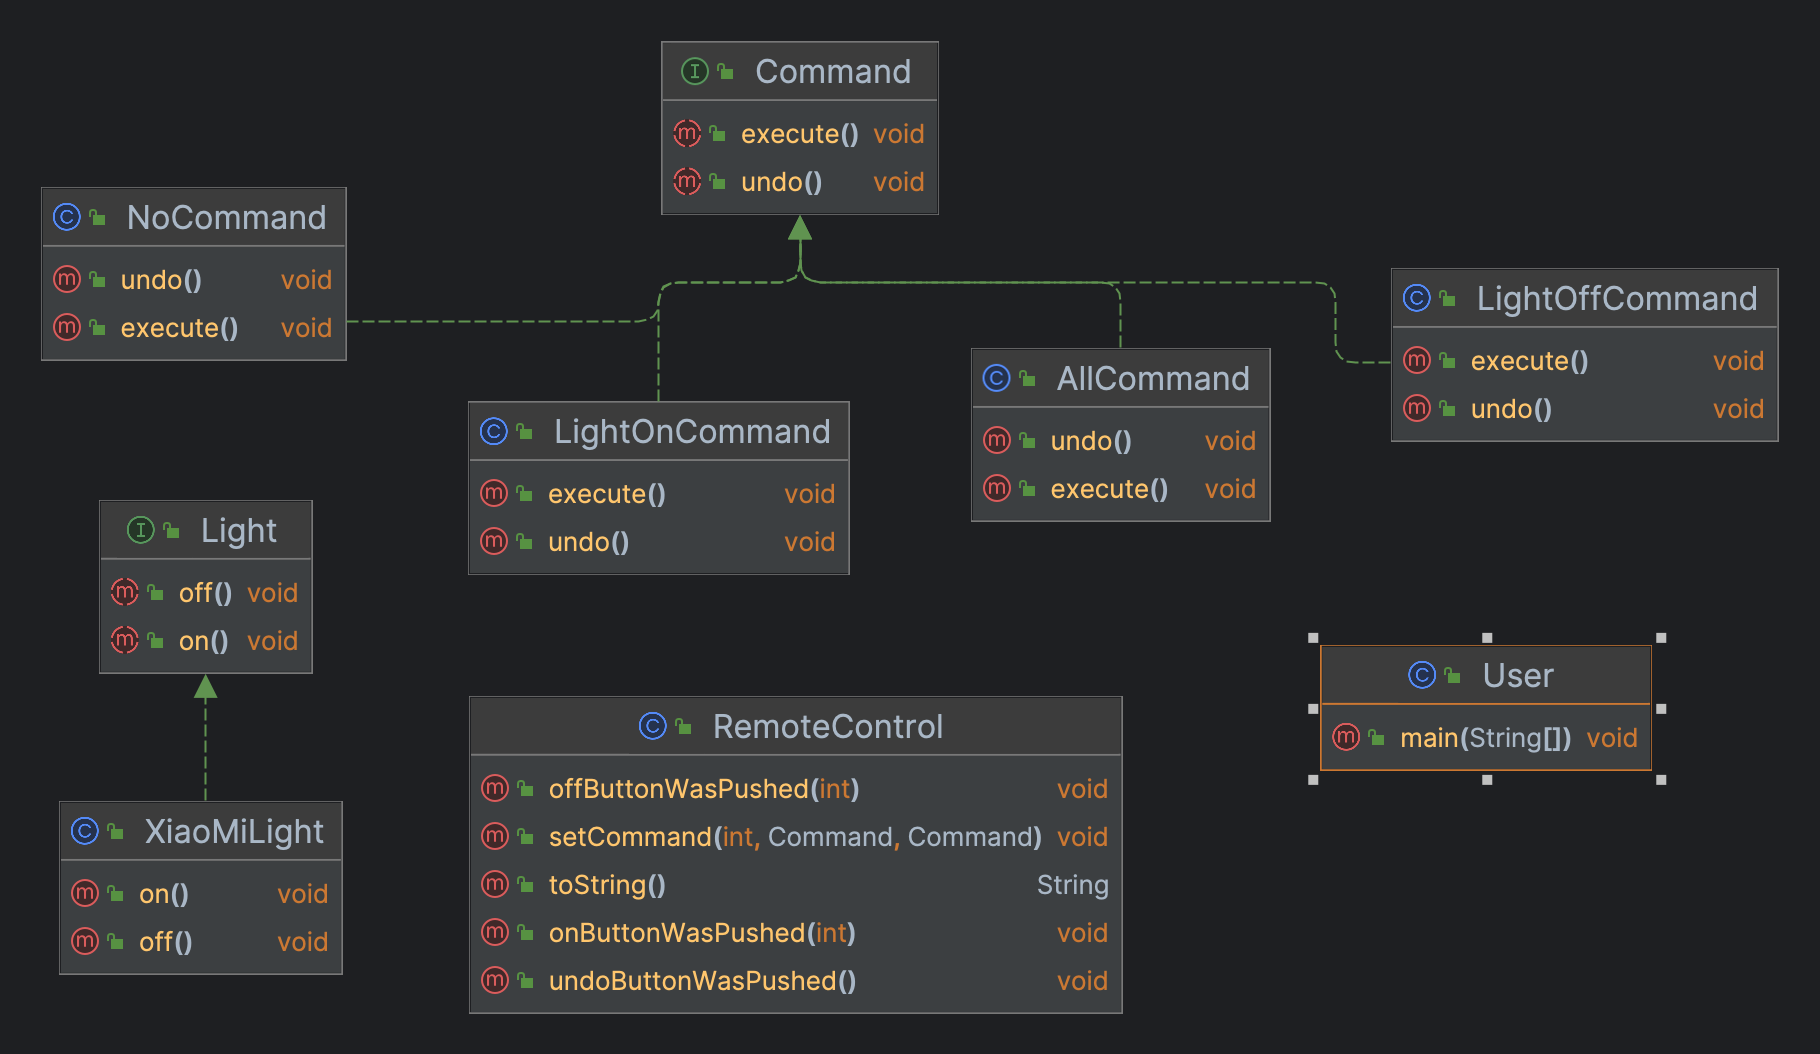 Command
execute() void
undo() void
NoCommand
undo() void
execute() void
LightOffCommand
execute() void
undo() void
AllCommand
undo() void
execute() void
LightOnCommand
execute() void
undo() void
Light
off() void
on() void
User
main(String[]) void
RemoteControl
offButtonWasPushed(int) void
setCommand(int, Command, Command) void
toString() String
onButtonWasPushed(int) void
undoButtonWasPushed() void
XiaoMiLight
on() void
off() void